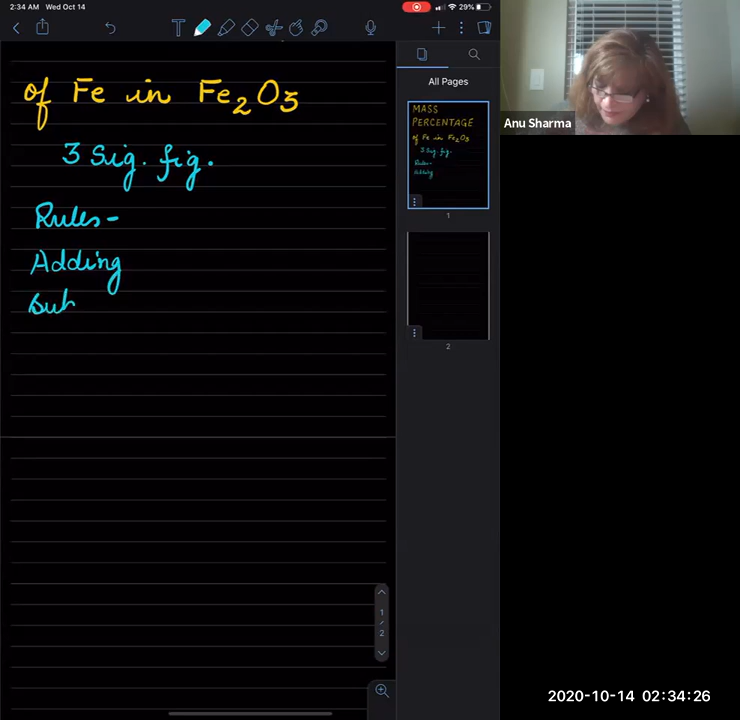 2:34 AM Wed Oct 14
29%
of Fe in Fe2O3
3 Sig. fig.
Rules-
Adding
Sub
All Pages
MASS
PERCENTAGE
of Fe in Fe2O3
3 Sig. fig.
Rules-
Adding
1
2
1
/
2
Anu Sharma
2020-10-14 02:34:26